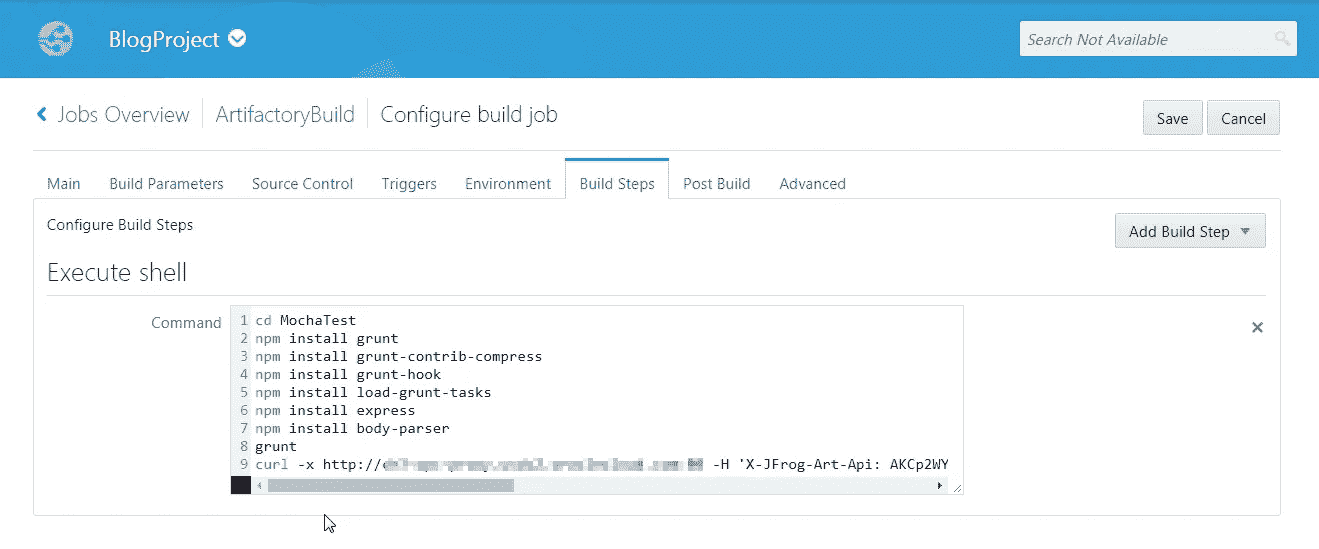 BlogProject
Search Not Available
Jobs Overview ArtifactoryBuild Configure build job
Save Cancel
Main Build Parameters Source Control Triggers Environment Build Steps Post Build Advanced
Configure Build Steps
Add Build Step
Execute shell
Command
1 cd MochaTest
2 npm install grunt
3 npm install grunt-contrib-compress
4 npm install grunt-hook
5 npm install load-grunt-tasks
6 npm install express
7 npm install body-parser
8 grunt
9 curl -x http:// -H 'X-JFrog-Art-Api: AKCp2WY